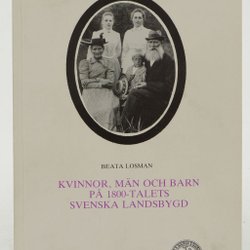 BEATA LOSMAN
KVINNOR, MÄN OCH BARN
PÅ 1800-TALETS
SVENSKA LANDSBYGD